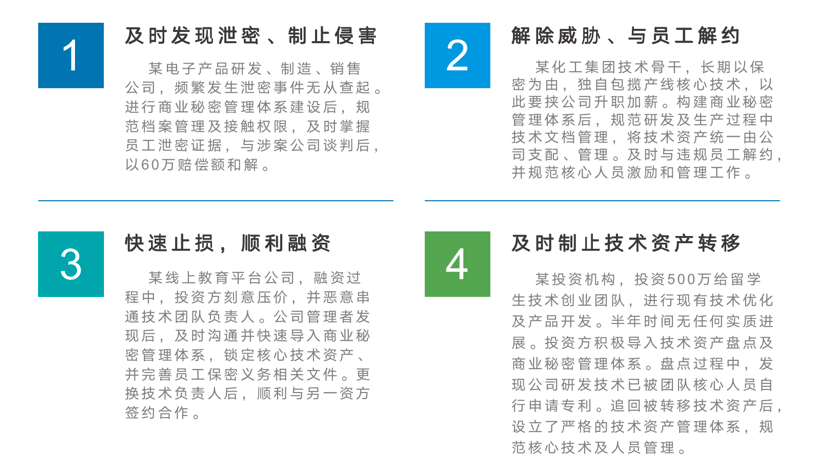 1
及时发现泄密、制止侵害
某电子产品研发、制造、销售
公司，频繁发生泄密事件无从查起。
进行商业秘密管理体系建设后，规
范档案管理及接触权限，及时掌握
员工泄密证据，与涉案公司谈判后，
以60万赔偿额和解。
2
解除威胁、与员工解约
某化工集团技术骨干，长期以保
密为由，独自包揽产线核心技术，以
此要挟公司升职加薪。构建商业秘密
管理体系后，规范研发及生产过程中
技术文档管理，将技术资产统一由公
司支配、管理。及时与违规员工解约，
并规范核心人员激励和管理工作。
3
快速止损，顺利融资
某线上教育平台公司，融资过
程中，投资方刻意压价，并恶意串
通技术团队负责人。公司管理者发
现后，及时沟通并快速导入商业秘
密管理体系，锁定核心技术资产、
并完善员工保密义务相关文件。更
换技术负责人后，顺利与另一资方
签约合作。
4
及时制止技术资产转移
某投资机构，投资500万给留学
生技术创业团队，进行现有技术优化
及产品开发。半年时间无任何实质进
展。投资方积极导入技术资产盘点及
商业秘密管理体系。盘点过程中，发
现公司研发技术已被团队核心人员自
行申请专利。追回被转移技术资产后，
设立了严格的技术资产管理体系，规
范核心技术及人员管理。